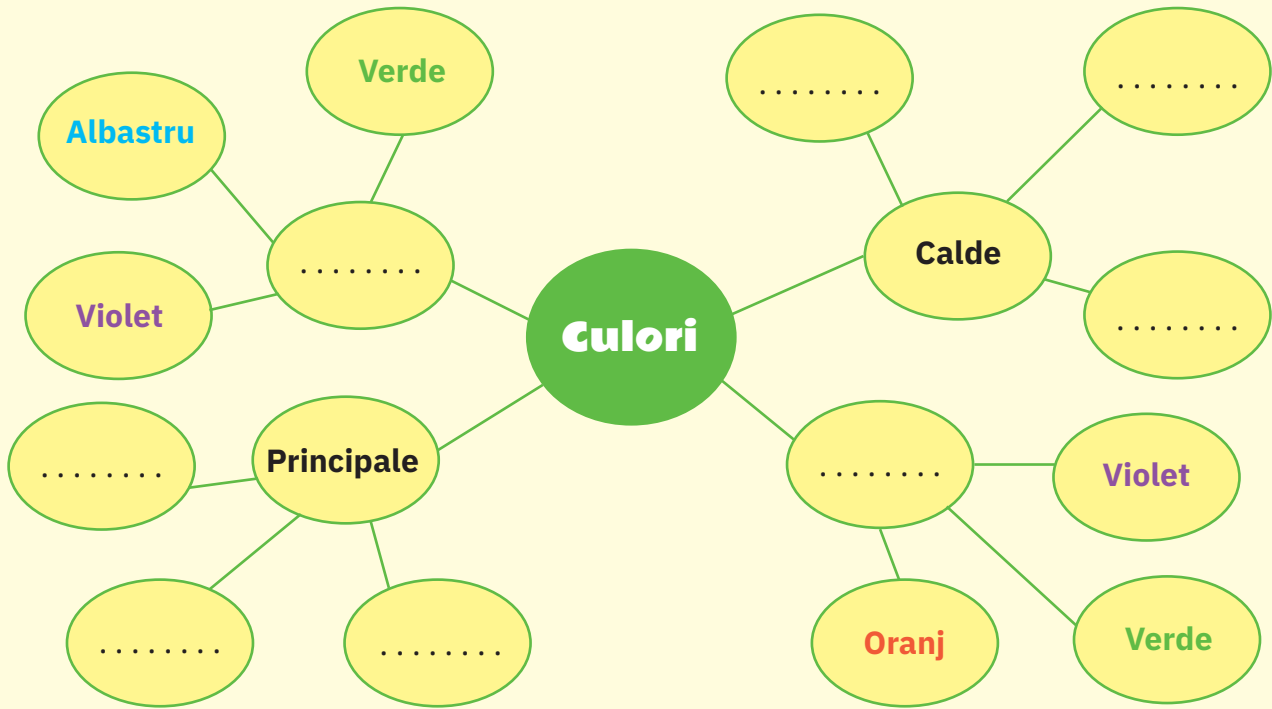 Verde
Albastru
. . . . . . . .
. . . . . . . .
Calde
. . . . . . . .
Violet
Culori
. . . . . . . .
Principale
. . . . . . . .
. . . . . . . .
Violet
. . . . . . . .
. . . . . . . .
Oranj
Verde
. . . . . . . .